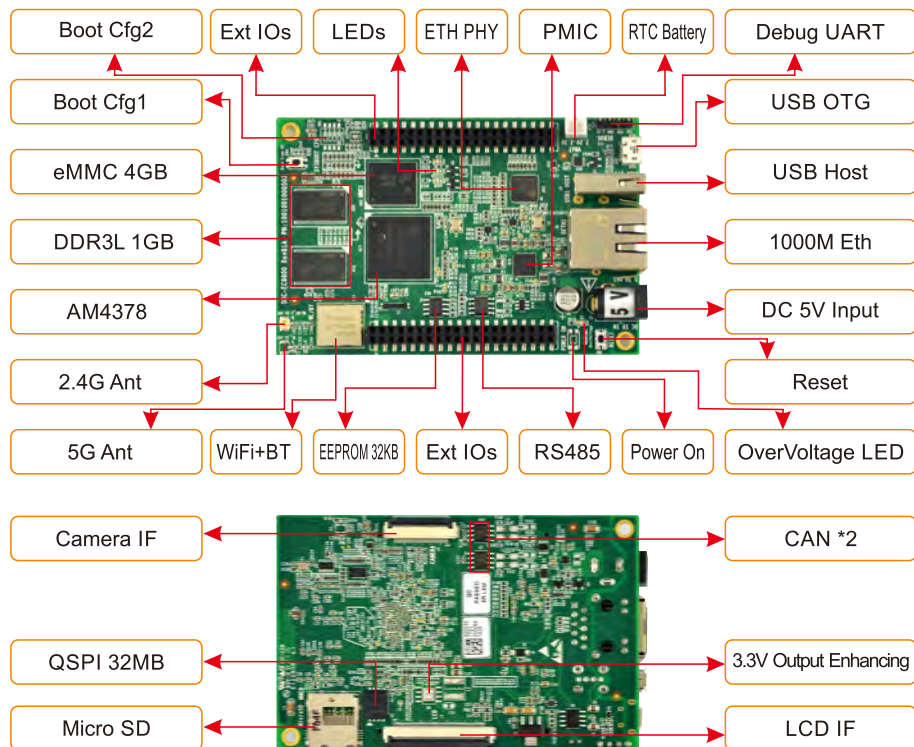 Boot Cfg2
Ext IOs
LEDs
ETH PHY
PMIC
RTC Battery
Debug UART
Boot Cfg1
USB OTG
eMMC 4GB
USB Host
DDR3L 1GB
1000M Eth
AM4378
DC 5V Input
5V
2.4G Ant
Reset
5G Ant
WiFi+BT
EEPROM 32KB
Ext IOs
RS485
Power On
OverVoltage LED
Camera IF
CAN *2
QSPI 32MB
3.3V Output Enhancing
Micro SD
LCD IF